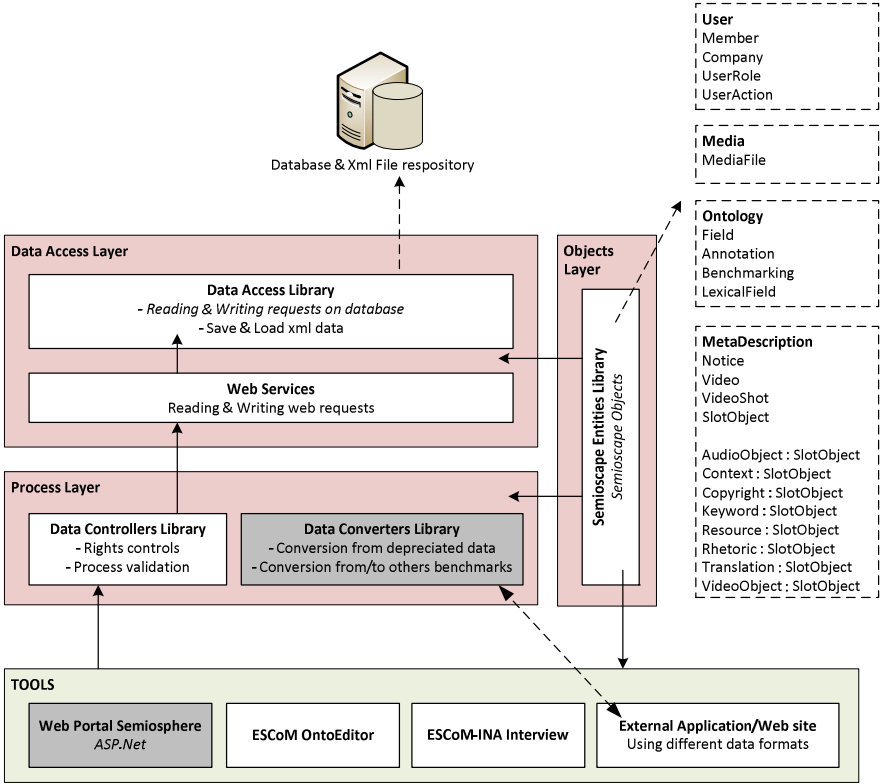 Database & Xml File respository
Data Access Layer
Data Access Library
- Reading & Writing requests on database
- Save & Load xml data
Web Services
Reading & Writing web requests
Process Layer
Data Controllers Library
- Rights controls
- Process validation
Data Converters Library
- Conversion from depreciated data
- Conversion from/to others benchmarks
Objects
Layer
Semioscape Entities Library
Semioscape Objects
User
Member
Company
UserRole
UserAction
Media
MediaFile
Ontology
Field
Annotation
Benchmarking
LexicalField
MetaDescription
Notice
Video
VideoShot
SlotObject
AudioObject : SlotObject
Context : SlotObject
Copyright : SlotObject
Keyword : SlotObject
Resource : SlotObject
Rhetoric : SlotObject
Translation : SlotObject
VideoObject : SlotObject
TOOLS
Web Portal Semiosphere
ASP.Net
ESCoM OntoEditor
ESCoM-INA Interview
External Application/Web site
Using different data formats